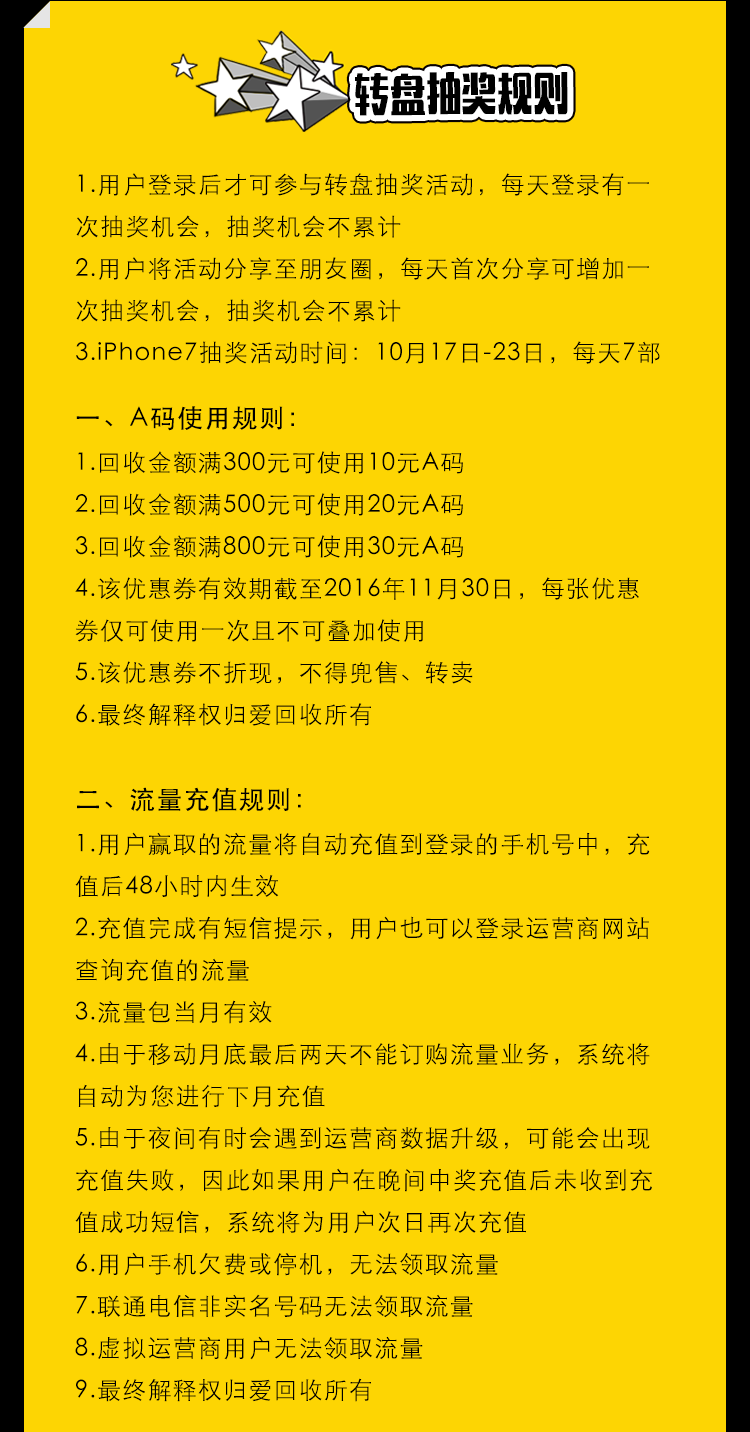 转盘抽奖规则
1.用户登录后才可参与转盘抽奖活动，每天登录有一
次抽奖机会，抽奖机会不累计
2.用户将活动分享至朋友圈，每天首次分享可增加一
次抽奖机会，抽奖机会不累计
3.iPhone7抽奖活动时间：10月17日-23日，每天7部
一、A码使用规则：
1.回收金额满300元可使用10元A码
2.回收金额满500元可使用20元A码
3.回收金额满800元可使用30元A码
4.该优惠券有效期截至2016年11月30日，每张优惠
券仅可使用一次且不可叠加使用
5.该优惠券不折现，不得兜售、转卖
6.最终解释权归爱回收所有
二、流量充值规则：
1.用户赢取的流量将自动充值到登录的手机号中，充
值后48小时内生效
2.充值完成有短信提示，用户也可以登录运营商网站
查询充值的流量
3.流量包当月有效
4.由于移动月底最后两天不能订购流量业务，系统将
自动为您进行下月充值
5.由于夜间有时会遇到运营商数据升级，可能会出现
充值失败，因此如果用户在晚间中奖充值后未收到充
值成功短信，系统将为用户次日再次充值
6.用户手机欠费或停机，无法领取流量
7.联通电信非实名号码无法领取流量
8.虚拟运营商用户无法领取流量
9.最终解释权归爱回收所有